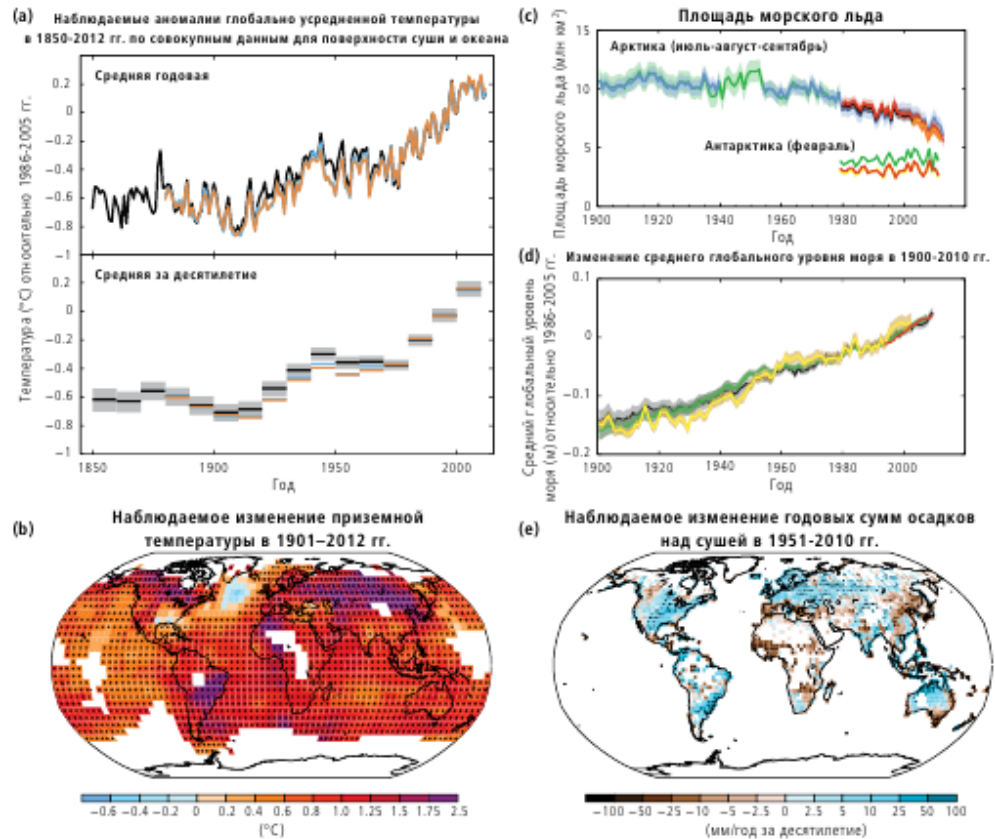 (a)
Наблюдаемые аномалии глобально усредненной температуры
в 1850-2012 гг. по совокупным данным для поверхности суши и океана
Средняя годовая
0.2
0
−0.2
−0.4
−0.6
−0.8
−1
Средняя за десятилетие
0.2
0
−0.2
−0.4
−0.6
−0.8
−1
Температура (°C) относительно 1986-2005 гг.
1850
1900
1950
2000
Год
(c)
Площадь морского льда
Арктика (июль-август-сентябрь)
Антарктика (февраль)
15
10
5
0
Площадь морского льда (млн км²)
1900
1920
1940
1960
1980
2000
Год
(d)
Изменение среднего глобального уровня моря в 1900-2010 гг.
0.1
0
−0.1
−0.2
Средний глобальный уровень
моря (м) относительно 1986-2005 гг.
1900
1920
1940
1960
1980
2000
Год
(b)
Наблюдаемое изменение приземной
температуры в 1901–2012 гг.
−0.6 −0.4 −0.2 0 0.2 0.4 0.6 0.8 1.0 1.25 1.5 1.75 2.5
(°C)
(e)
Наблюдаемое изменение годовых сумм осадков
над сушей в 1951-2010 гг.
−100 −50 −25 −10 −5 −2.5 0 2.5 5 10 25 50 100
(мм/год за десятилетие)